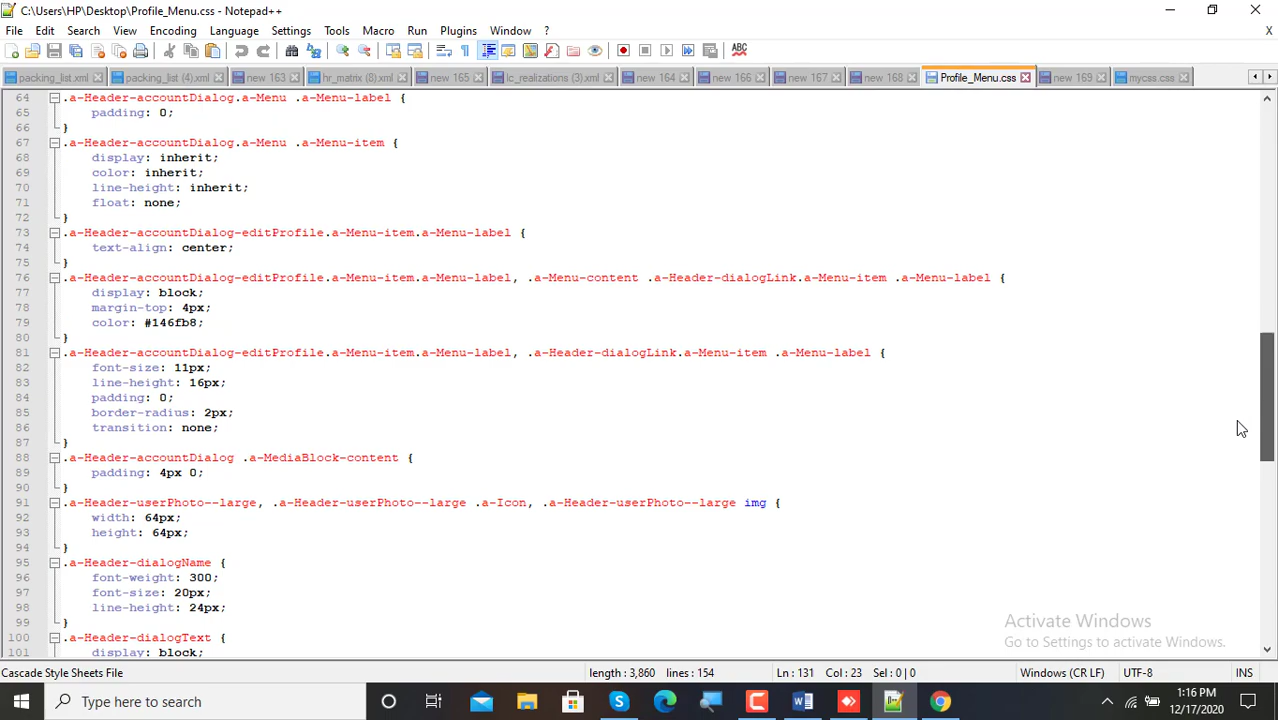 C:\Users\HP\Desktop\Profile_Menu.css - Notepad++
File Edit Search View Encoding Language Settings Tools Macro Run Plugins Window ? X
packing_list.xml packing_list (4).xml new 163 hr_matrix (8).xml new 165 lc_realizations (3).xml new 164 new 166 new 167 new 168 Profile_Menu.css new 169 mycss.css
64 .a-Header-accountDialog.a-Menu .a-Menu-label {
65 padding: 0;
66 }
67 .a-Header-accountDialog.a-Menu .a-Menu-item {
68 display: inherit;
69 color: inherit;
70 line-height: inherit;
71 float: none;
72 }
73 .a-Header-accountDialog-editProfile.a-Menu-item.a-Menu-label {
74 text-align: center;
75 }
76 .a-Header-accountDialog-editProfile.a-Menu-item.a-Menu-label, .a-Menu-content .a-Header-dialogLink.a-Menu-item .a-Menu-label {
77 display: block;
78 margin-top: 4px;
79 color: #146fb8;
80 }
81 .a-Header-accountDialog-editProfile.a-Menu-item.a-Menu-label, .a-Header-dialogLink.a-Menu-item .a-Menu-label {
82 font-size: 11px;
83 line-height: 16px;
84 padding: 0;
85 border-radius: 2px;
86 transition: none;
87 }
88 .a-Header-accountDialog .a-MediaBlock-content {
89 padding: 4px 0;
90 }
91 .a-Header-userPhoto--large, .a-Header-userPhoto--large .a-Icon, .a-Header-userPhoto--large img {
92 width: 64px;
93 height: 64px;
94 }
95 .a-Header-dialogName {
96 font-weight: 300;
97 font-size: 20px;
98 line-height: 24px;
99 }
100 .a-Header-dialogText {
101 display: block;
Activate Windows
Go to Settings to activate Windows.
Cascade Style Sheets File length : 3,860 lines : 154 Ln : 131 Col : 23 Sel : 0 | 0 Windows (CR LF) UTF-8 INS
Type here to search
1:16 PM
12/17/2020